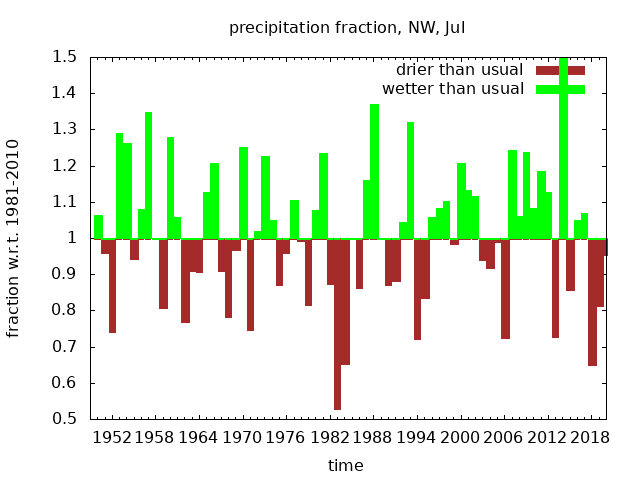 precipitation fraction, NW, Jul
drier than usual
wetter than usual
1.5
1.4
1.3
1.2
1.1
1
0.9
0.8
0.7
0.6
0.5
fraction w.r.t. 1981-2010
1952 1958 1964 1970 1976 1982 1988 1994 2000 2006 2012 2018
time